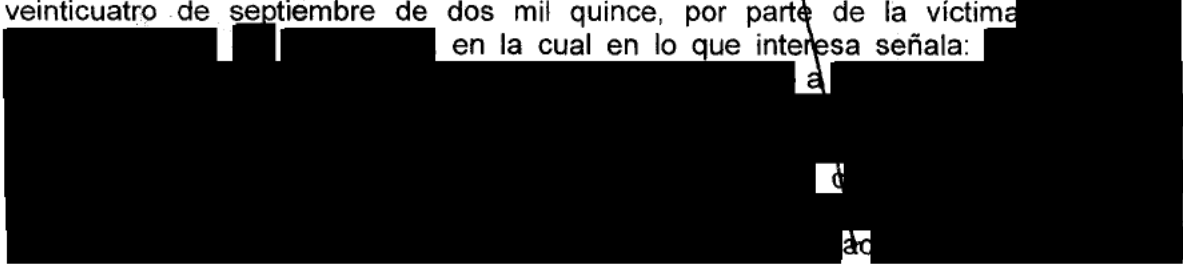 veinticuatro de septiembre de dos mil quince, por parte de la víctima
en la cual en lo que interesa señala:
a